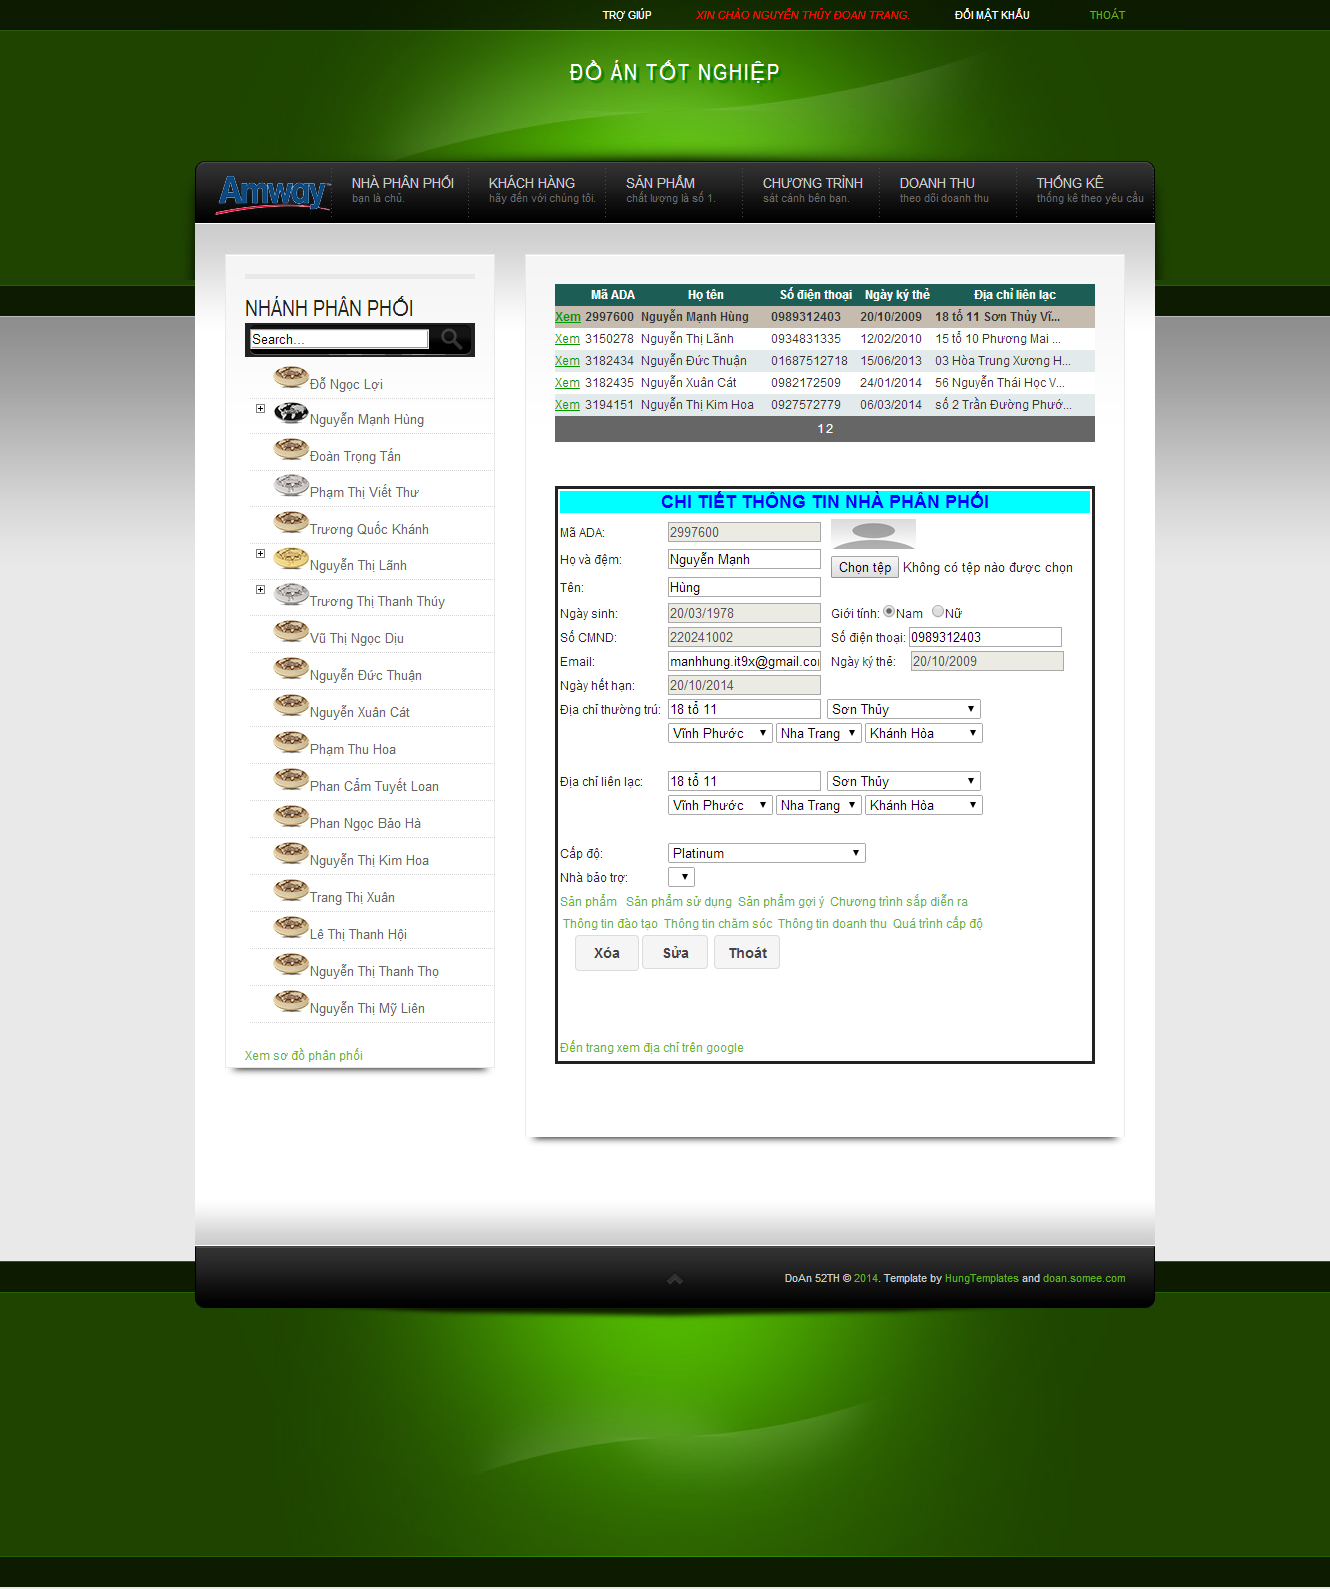 TRỢ GIÚP XIN CHÀO NGUYỄN THÙY ĐOAN TRANG. ĐỔI MẬT KHẨU THOÁT
ĐỒ ÁN TỐT NGHIỆP
Amway
NHÀ PHÂN PHỐI KHÁCH HÀNG SẢN PHẨM CHƯƠNG TRÌNH DOANH THU THỐNG KÊ
bạn là chủ. hãy đến với chúng tôi. chất lượng là số 1. sát cánh bên bạn. theo dõi doanh thu thống kê theo yêu cầu
NHÁNH PHÂN PHỐI
Search...
Đỗ Ngọc Lợi
Nguyễn Mạnh Hùng
Đoàn Trọng Tấn
Phạm Thị Viết Thư
Trương Quốc Khánh
Nguyễn Thị Lãnh
Trương Thị Thanh Thúy
Vũ Thị Ngọc Dịu
Nguyễn Đức Thuận
Nguyễn Xuân Cát
Phạm Thu Hoa
Phan Cẩm Tuyết Loan
Phan Ngọc Bảo Hà
Nguyễn Thị Kim Hoa
Trang Thị Xuân
Lê Thị Thanh Hội
Nguyễn Thị Thanh Thọ
Nguyễn Thị Mỹ Liên
Xem sơ đồ phân phối
Mã ADA Họ tên Số điện thoại Ngày ký thẻ Địa chỉ liên lạc
Xem 2997600 Nguyễn Mạnh Hùng 0989312403 20/10/2009 18 tổ 11 Sơn Thủy Vĩ...
Xem 3150278 Nguyễn Thị Lãnh 0934831335 12/02/2010 15 tổ 10 Phương Mai ...
Xem 3182434 Nguyễn Đức Thuận 01687512718 15/06/2013 03 Hòa Trung Xương H...
Xem 3182435 Nguyễn Xuân Cát 0982172509 24/01/2014 56 Nguyễn Thái Học V...
Xem 3194151 Nguyễn Thị Kim Hoa 0927572779 06/03/2014 số 2 Trần Đường Phướ...
1 2
CHI TIẾT THÔNG TIN NHÀ PHÂN PHỐI
Mã ADA: 2997600
Họ và đệm: Nguyễn Mạnh
Chọn tệp Không có tệp nào được chọn
Tên: Hùng
Ngày sinh: 20/03/1978 Giới tính: Nam Nữ
Số CMND: 220241002 Số điện thoại: 0989312403
Email: manhhung.it9x@gmail.com Ngày ký thẻ: 20/10/2009
Ngày hết hạn: 20/10/2014
Địa chỉ thường trú: 18 tổ 11 Sơn Thủy
Vĩnh Phước Nha Trang Khánh Hòa
Địa chỉ liên lạc: 18 tổ 11 Sơn Thủy
Vĩnh Phước Nha Trang Khánh Hòa
Cấp độ: Platinum
Nhà bảo trợ:
Sản phẩm Sản phẩm sử dụng Sản phẩm gợi ý Chương trình sắp diễn ra
Thông tin đào tạo Thông tin chăm sóc Thông tin doanh thu Quá trình cấp độ
Xóa Sửa Thoát
Đến trang xem địa chỉ trên google
DoAn 52TH © 2014. Template by HungTemplates and doan.somee.com